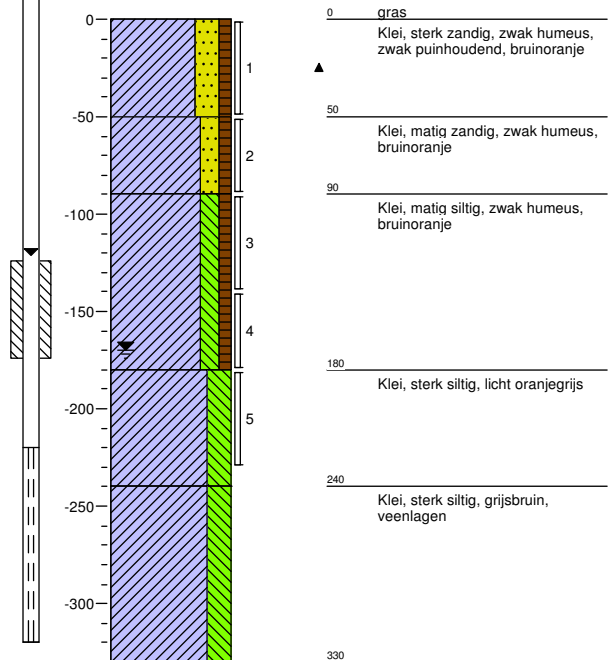 0
-50
-100
-150
-200
-250
-300
1
2
3
4
5
0
gras
Klei, sterk zandig, zwak humeus,
zwak puinhoudend, bruinoranje
50
Klei, matig zandig, zwak humeus,
bruinoranje
90
Klei, matig siltig, zwak humeus,
bruinoranje
180
Klei, sterk siltig, licht oranjegrijs
240
Klei, sterk siltig, grijsbruin,
veenlagen
330